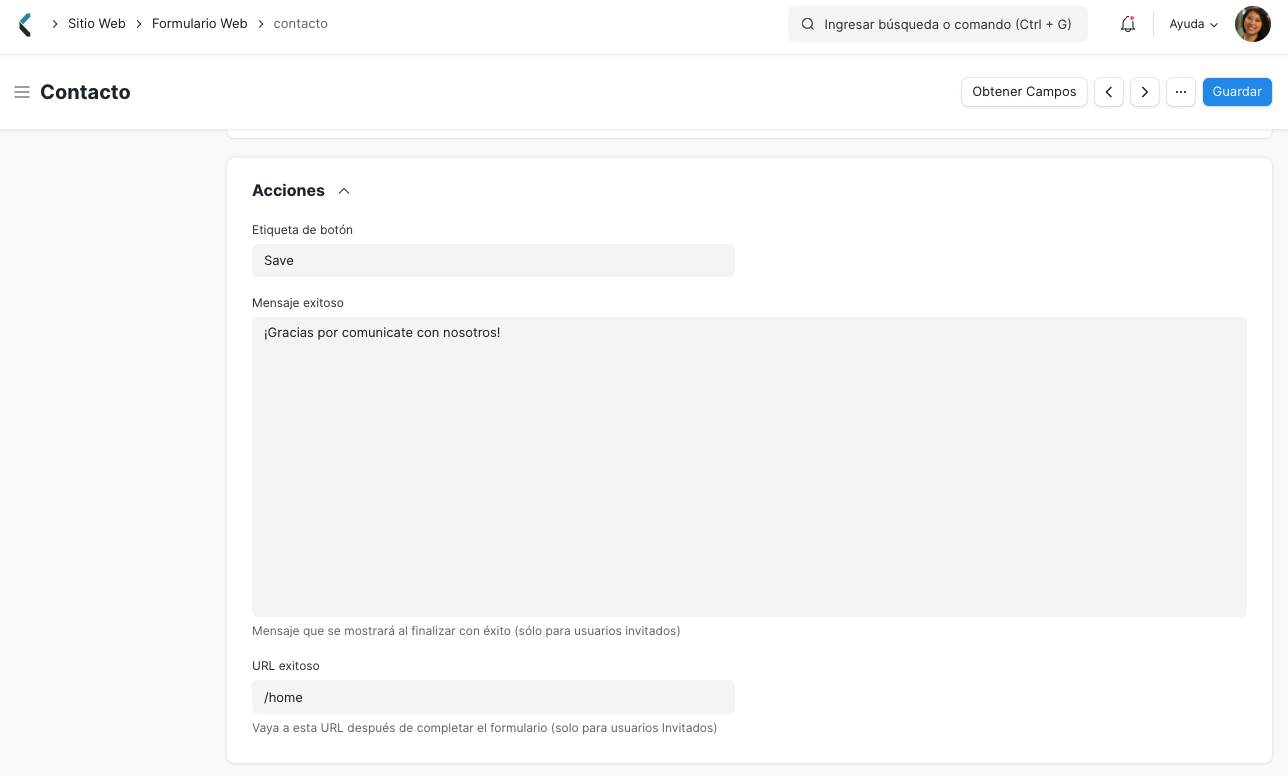 Sitio Web
Formulario Web
contacto
Ingresar búsqueda o comando (Ctrl + G)
Ayuda
Contacto
Obtener Campos
Guardar
Acciones
Etiqueta de botón
Save
Mensaje exitoso
¡Gracias por comunicate con nosotros!
Mensaje que se mostrará al finalizar con éxito (sólo para usuarios invitados)
URL exitoso
/home
Vaya a esta URL después de completar el formulario (solo para usuarios Invitados)